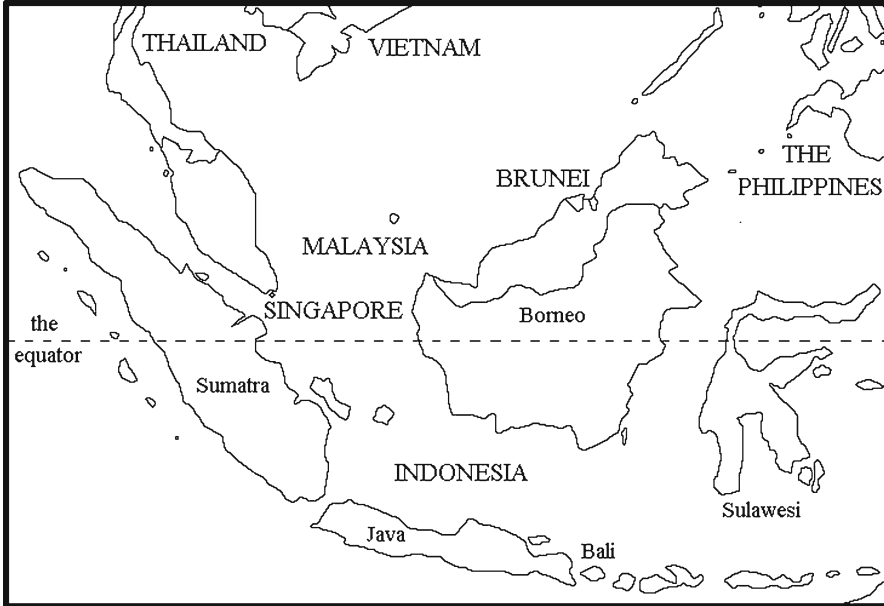 THAILAND
VIETNAM
BRUNEI
THE
PHILIPPINES
MALAYSIA
SINGAPORE
Borneo
the
equator
Sumatra
INDONESIA
Sulawesi
Java
Bali